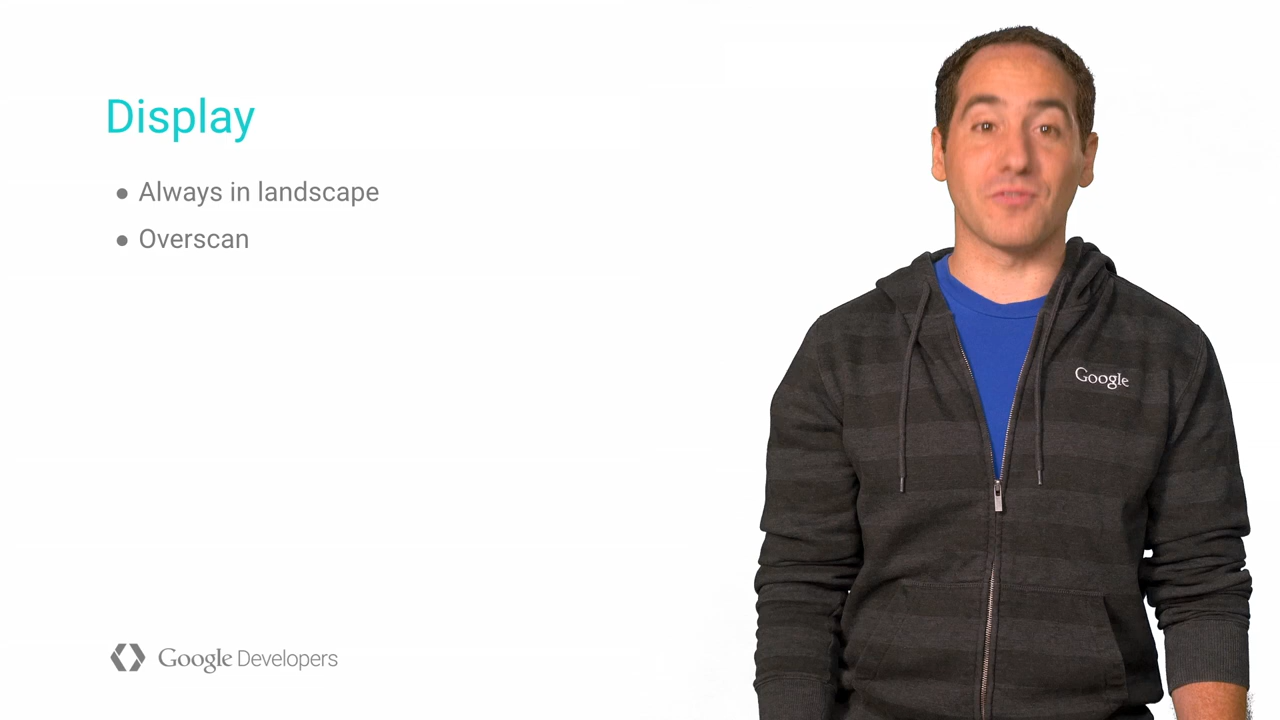 Display
● Always in landscape
● Overscan
Google
Google Developers